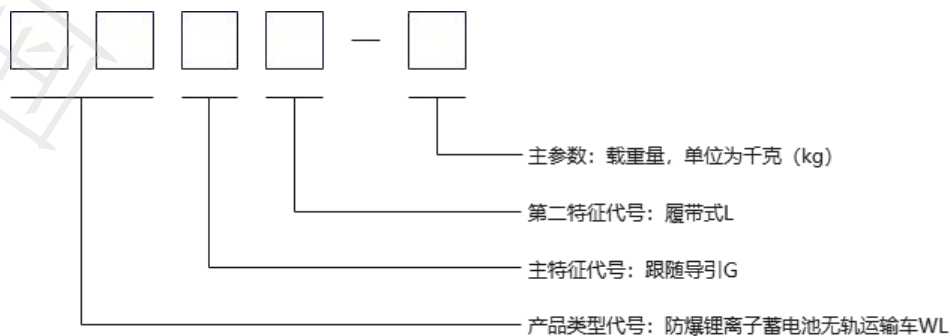 —
主参数：载重量，单位为千克（kg）
第二特征代号：履带式L
主特征代号：跟随导引G
产品类型代号：防爆锂离子蓄电池无轨运输车WL